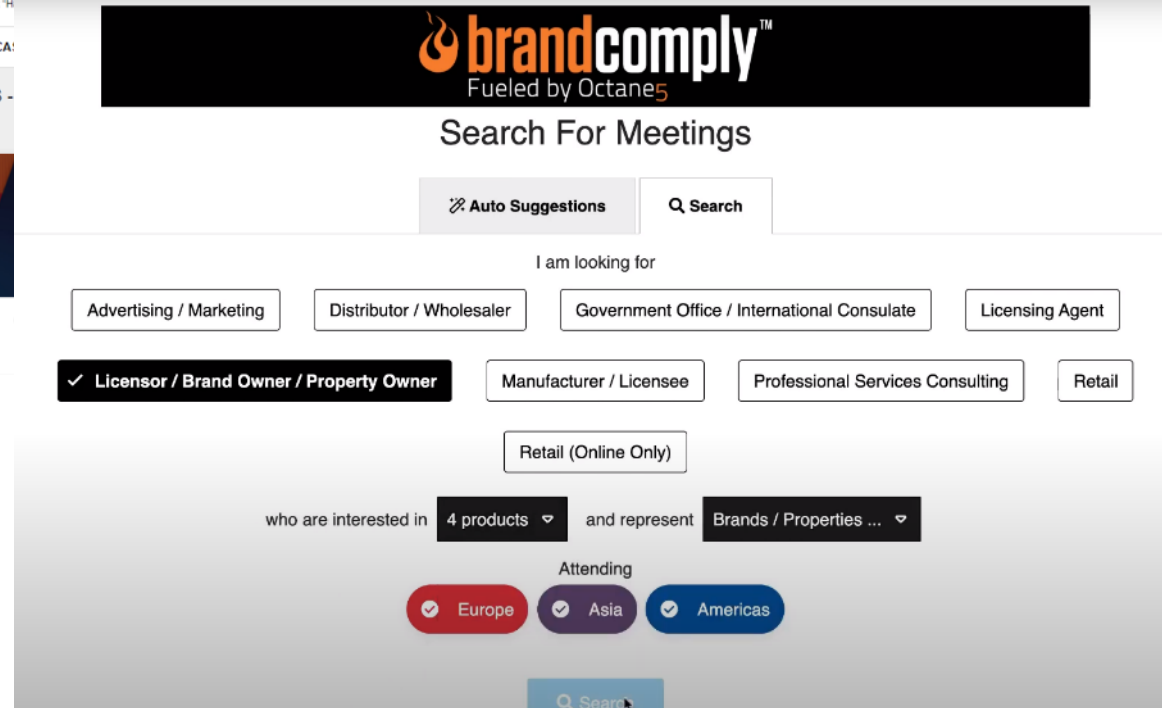 brandcomply™
Fueled by Octane5
Search For Meetings
Auto Suggestions
Search
I am looking for
Advertising / Marketing
Distributor / Wholesaler
Government Office / International Consulate
Licensing Agent
Licensor / Brand Owner / Property Owner
Manufacturer / Licensee
Professional Services Consulting
Retail
Retail (Online Only)
who are interested in 4 products and represent Brands / Properties ...
Attending
Europe
Asia
Americas
Search